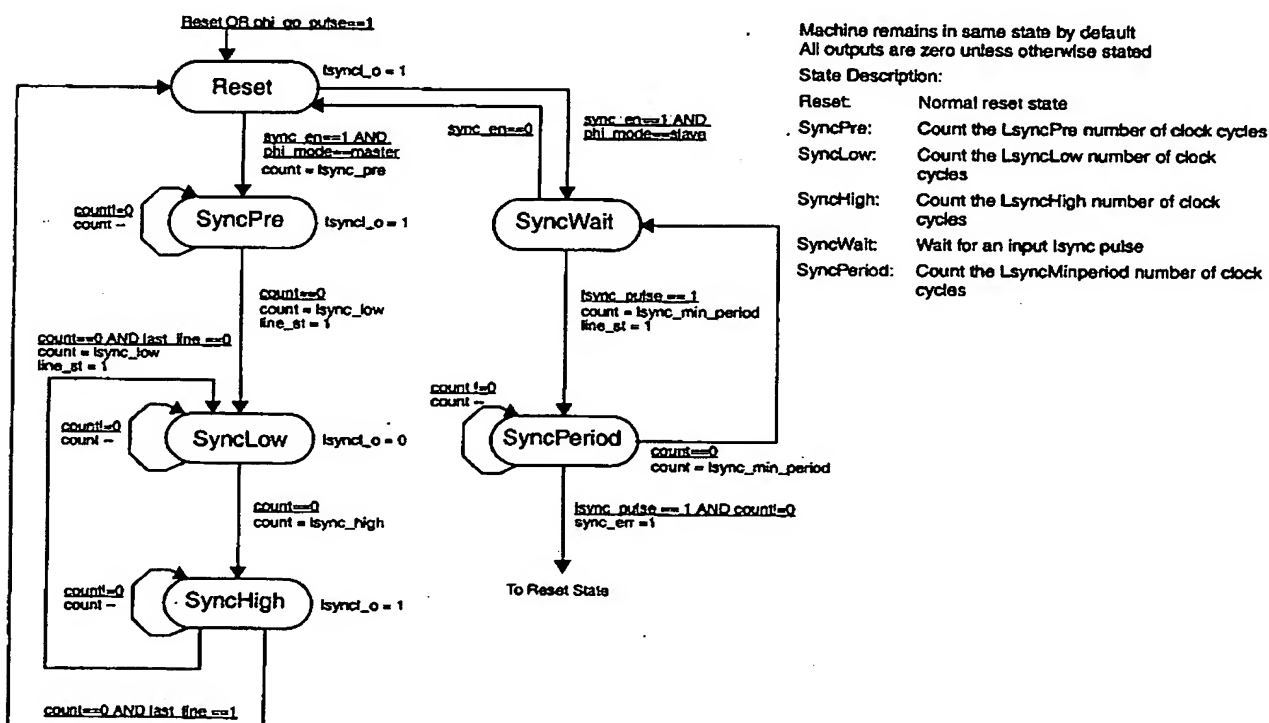 Reset OR phi_go_pulse==1
Reset
lsyncl_o = 1
sync_en==1 AND
phi_mode==master
count = lsync_pre
sync_en==0
sync_en==1 AND
phi_mode==slave
count!=0
count --
SyncPre
lsyncl_o = 1
SyncWait
count==0
count = lsync_low
line_st = 1
lsync_pulse == 1
count = lsync_min_period
line_st = 1
count==0 AND last_line ==0
count = lsync_low
line_st = 1
count!=0
count --
SyncLow
lsyncl_o = 0
count !=0
count --
SyncPeriod
count==0
count = lsync_min_period
count==0
count = lsync_high
lsync_pulse == 1 AND count!=0
sync_err =1
To Reset State
count!=0
count --
SyncHigh
lsyncl_o = 1
count==0 AND last_line ==1
Machine remains in same state by default
All outputs are zero unless otherwise stated
State Description:
Reset: Normal reset state
SyncPre: Count the LsyncPre number of clock cycles
SyncLow: Count the LsyncLow number of clock
cycles
SyncHigh: Count the LsyncHigh number of clock
cycles
SyncWait: Wait for an input lsync pulse
SyncPeriod: Count the LsyncMinperiod number of clock
cycles